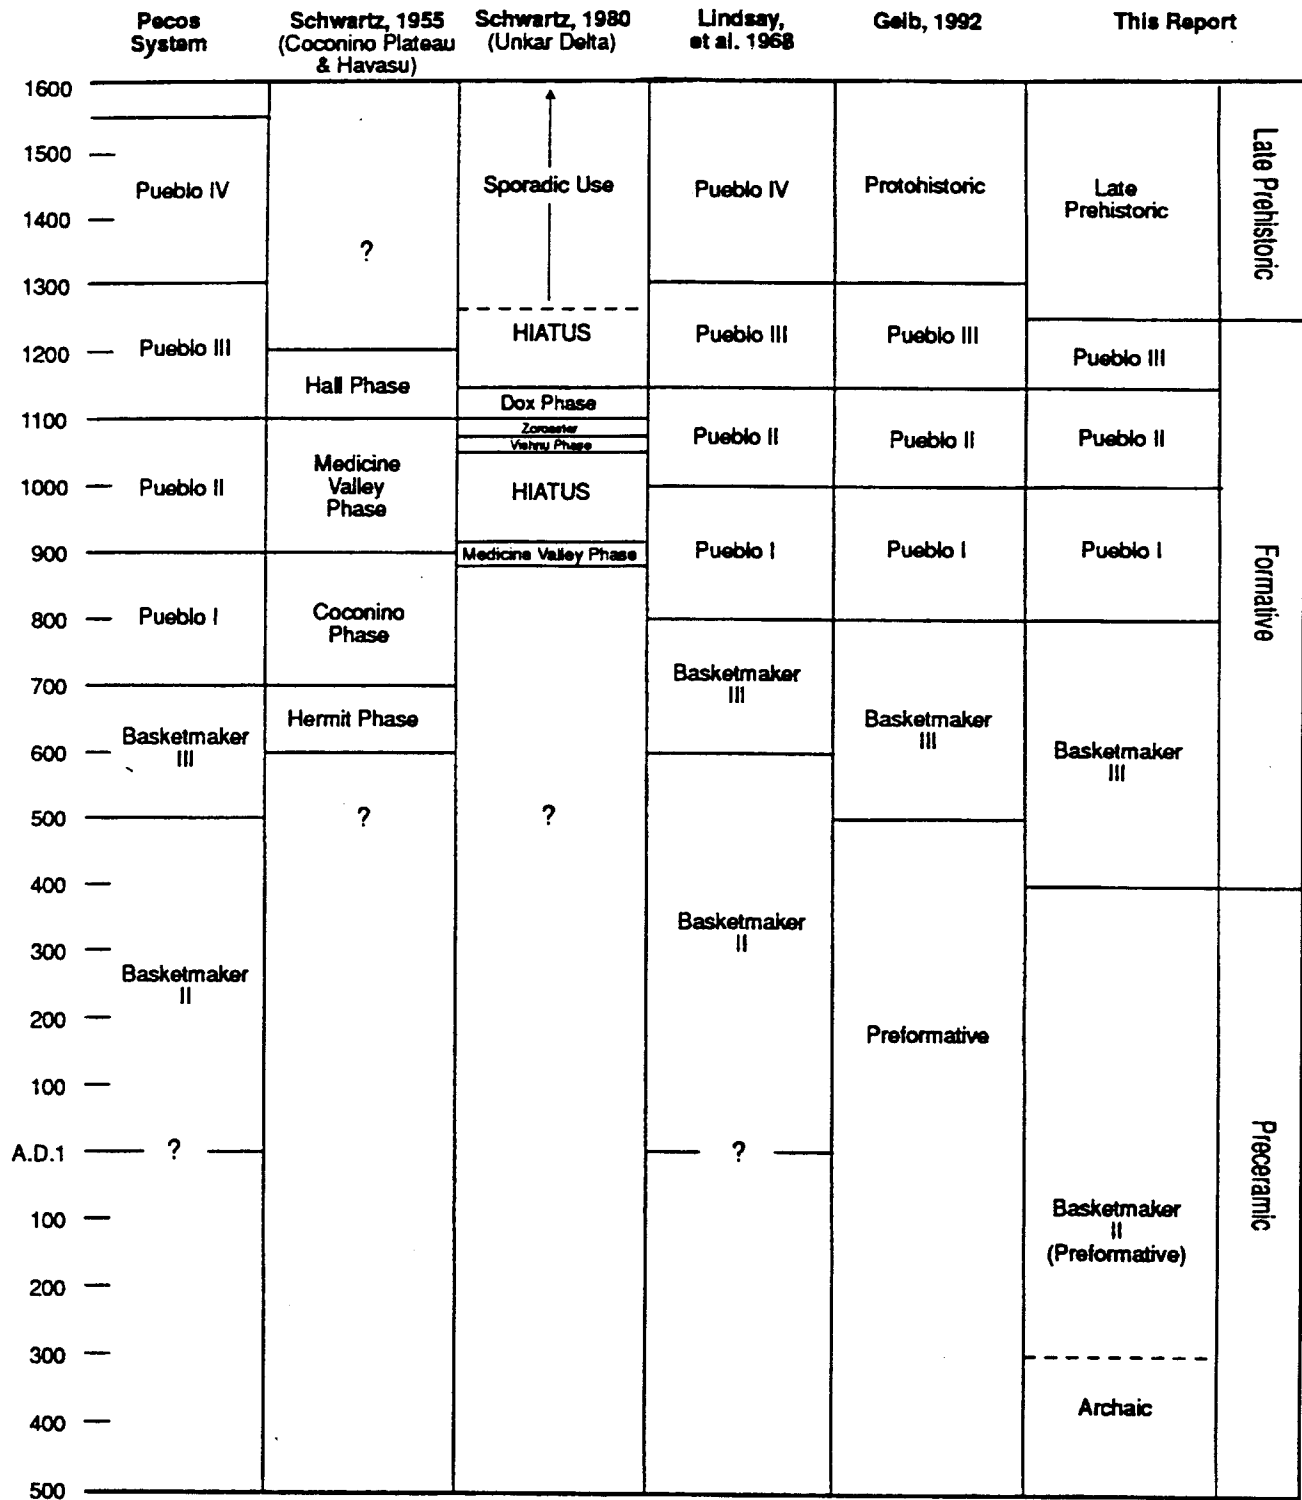 Pecos
System
Schwartz, 1955
(Coconino Plateau
& Havasu)
Schwartz, 1980
(Unkar Delta)
Lindsay,
et al. 1968
Geib, 1992
This Report
1600
1500
1400
1300
1200
1100
1000
900
800
700
600
500
400
300
200
100
A.D.1
100
200
300
400
500
Pueblo IV
Pueblo III
Pueblo II
Pueblo I
Basketmaker
III
Basketmaker
II
?
?
Hall Phase
Medicine
Valley
Phase
Coconino
Phase
Hermit Phase
?
Sporadic Use
HIATUS
Dox Phase
Zoroaster
Vishnu Phase
HIATUS
Medicine Valley Phase
?
Pueblo IV
Pueblo III
Pueblo II
Pueblo I
Basketmaker
III
Basketmaker
II
?
Protohistoric
Pueblo III
Pueblo II
Pueblo I
Basketmaker
III
Preformative
Late
Prehistoric
Pueblo III
Pueblo II
Pueblo I
Basketmaker
III
Basketmaker
II
(Preformative)
Archaic
Late Prehistoric
Formative
Preceramic